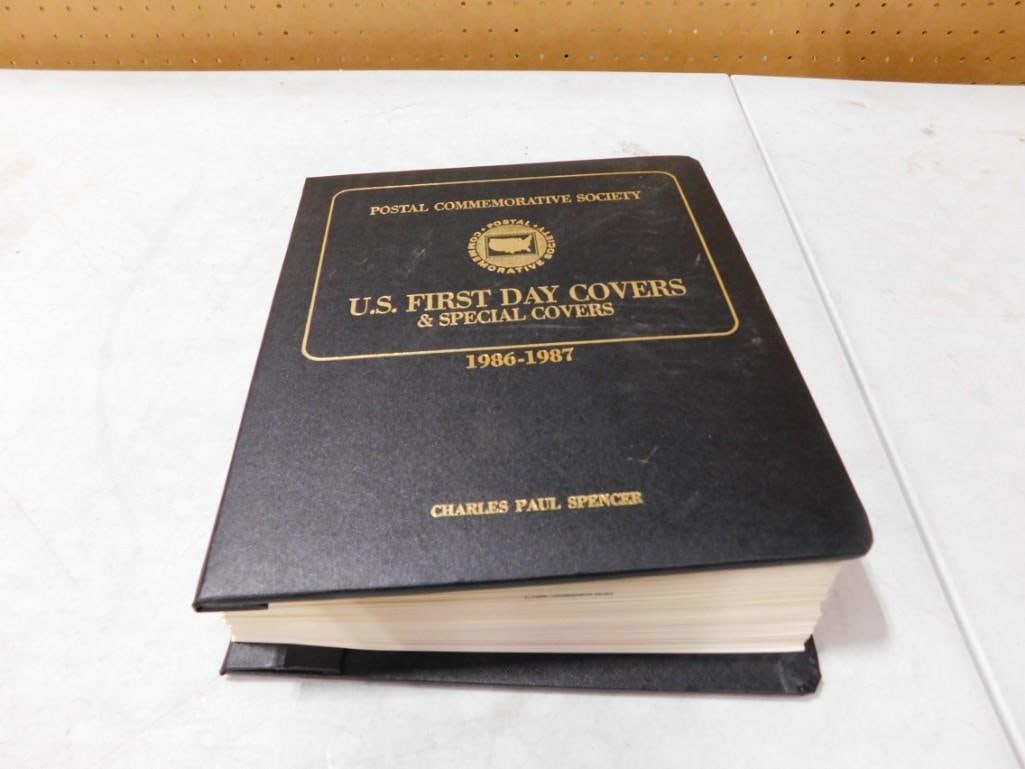 POSTAL COMMEMORATIVE SOCIETY
POSTAL
COMMEMORATIVE SOCIETY
U.S. FIRST DAY COVERS
& SPECIAL COVERS
1986-1987
CHARLES PAUL SPENCER